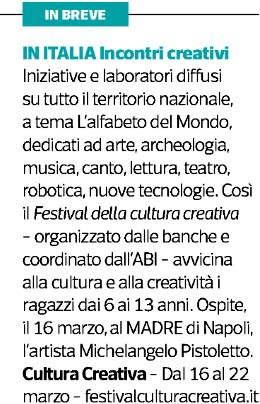 IN BREVE
IN ITALIA Incontri creativi
Iniziative e laboratori diffusi
su tutto il territorio nazionale,
a tema L'alfabeto del Mondo,
dedicati ad arte, archeologia,
musica, canto, lettura, teatro,
robotica, nuove tecnologie. Così
il Festival della cultura creativa
– organizzato dalle banche e
coordinato dall'ABI – avvicina
alla cultura e alla creatività i
ragazzi dai 6 ai 13 anni. Ospite,
il 16 marzo, al MADRE di Napoli,
l'artista Michelangelo Pistoletto.
Cultura Creativa – Dal 16 al 22
marzo – festivalculturacreativa.it